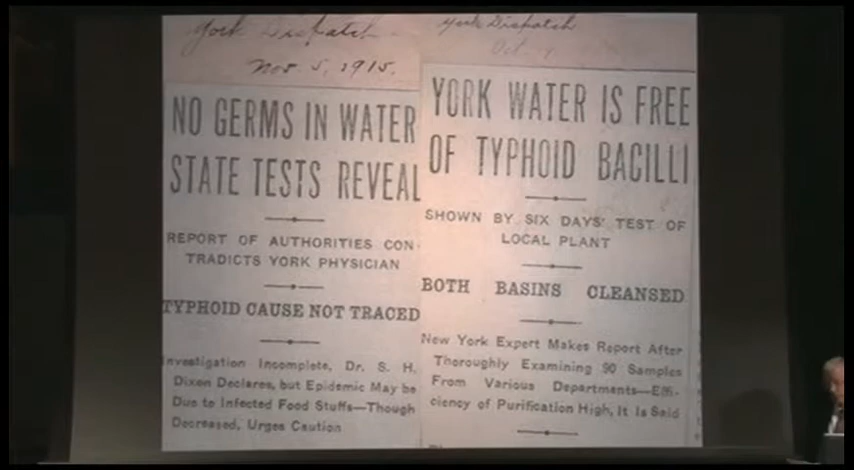 York Dispatch
Nov. 5, 1915.
NO GERMS IN WATER
STATE TESTS REVEAL
REPORT OF AUTHORITIES CON-
TRADICTS YORK PHYSICIAN
TYPHOID CAUSE NOT TRACED
Investigation Incomplete, Dr. S. H.
Dixon Declares, but Epidemic May be
Due to Infected Food Stuffs—Though
Decreased, Urges Caution
York Dispatch
Oct.
YORK WATER IS FREE
OF TYPHOID BACILLI
SHOWN BY SIX DAYS' TEST OF
LOCAL PLANT
BOTH BASINS CLEANSED
New York Expert Makes Report After
Thoroughly Examining 90 Samples
From Various Departments—Effi-
ciency of Purification High, It Is Said